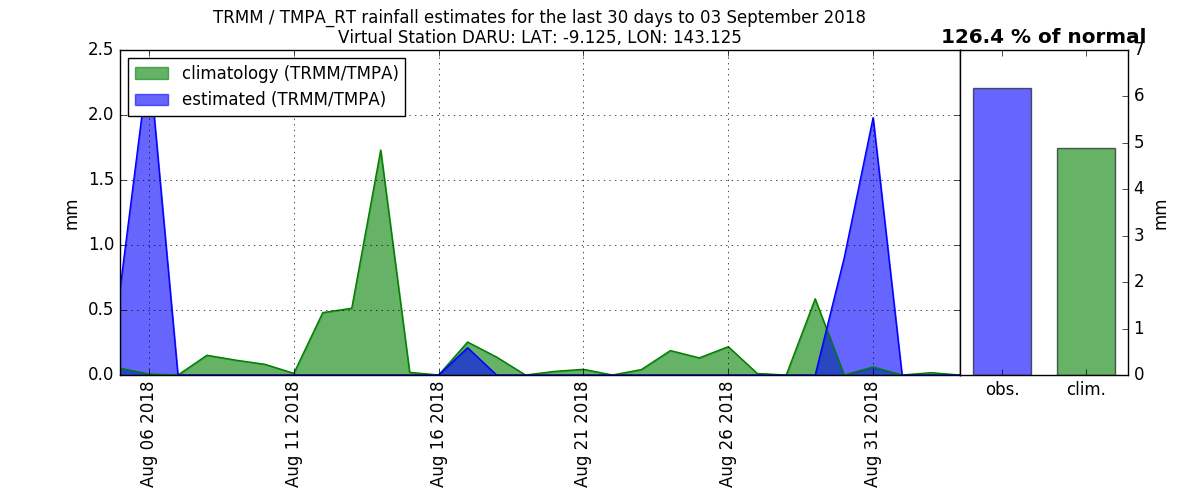 TRMM / TMPA_RT rainfall estimates for the last 30 days to 03 September 2018
Virtual Station DARU: LAT: -9.125, LON: 143.125
126.4 % of normal
climatology (TRMM/TMPA)
estimated (TRMM/TMPA)
2.5
2.0
1.5
1.0
0.5
0.0
mm
Aug 06 2018
Aug 11 2018
Aug 16 2018
Aug 21 2018
Aug 26 2018
Aug 31 2018
obs.
clim.
7
6
5
4
3
2
1
0
mm